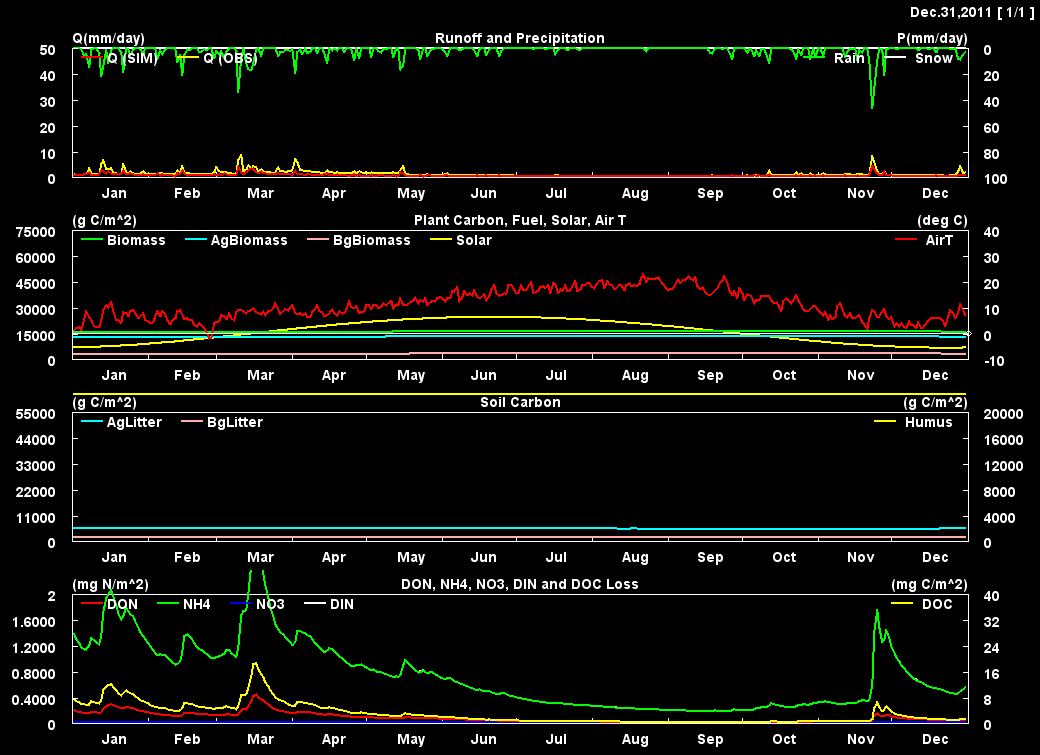 Dec.31,2011 [ 1/1 ]
Q(mm/day) Runoff and Precipitation P(mm/day)
50 Q (SIM) Q (OBS) Rain Snow 0
40 20
30 40
20 60
10 80
0 100
Jan Feb Mar Apr May Jun Jul Aug Sep Oct Nov Dec
(g C/m^2) Plant Carbon, Fuel, Solar, Air T (deg C)
75000 Biomass AgBiomass BgBiomass Solar AirT 40
60000 30
45000 20
30000 10
15000 0
0 -10
Jan Feb Mar Apr May Jun Jul Aug Sep Oct Nov Dec
(g C/m^2) Soil Carbon (g C/m^2)
55000 AgLitter BgLitter Humus 20000
44000 16000
33000 12000
22000 8000
11000 4000
0 0
Jan Feb Mar Apr May Jun Jul Aug Sep Oct Nov Dec
(mg N/m^2) DON, NH4, NO3, DIN and DOC Loss (mg C/m^2)
2 DON NH4 NO3 DIN DOC 40
1.6000 32
1.2000 24
0.8000 16
0.4000 8
0 0
Jan Feb Mar Apr May Jun Jul Aug Sep Oct Nov Dec